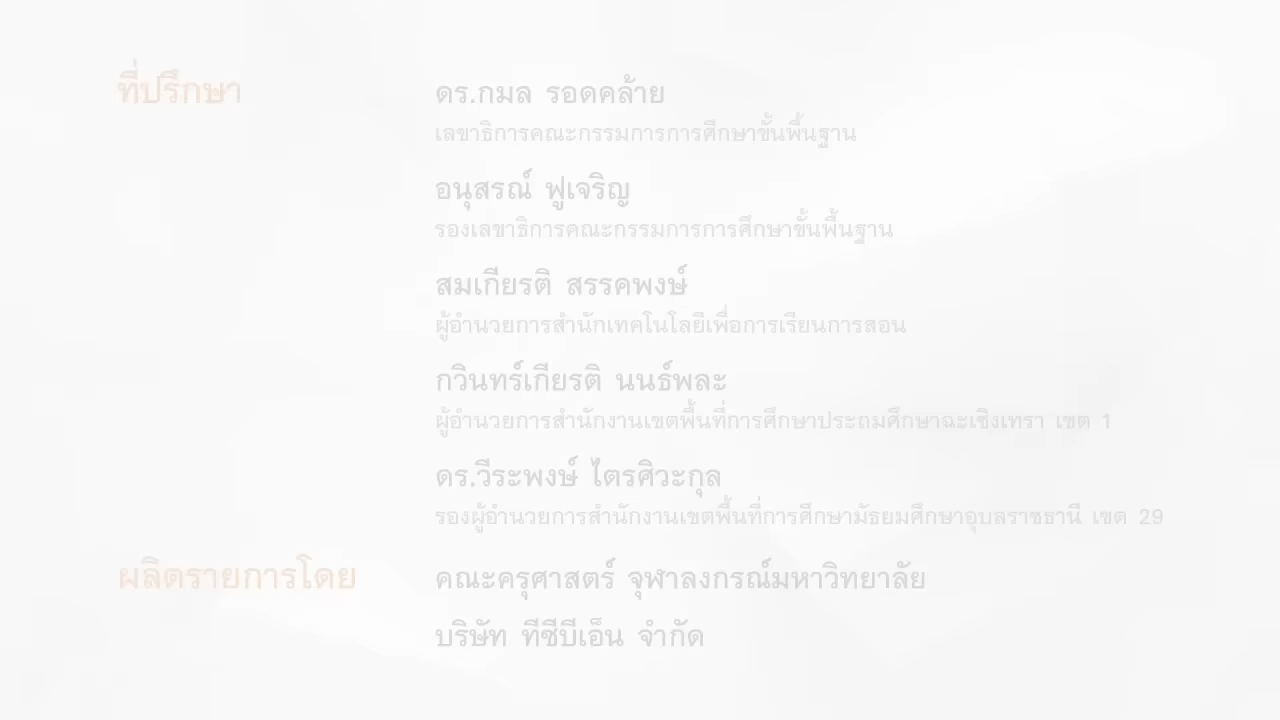 ที่ปรึกษา ดร.กมล รอดคล้าย
เลขาธิการคณะกรรมการการศึกษาขั้นพื้นฐาน
อนุสรณ์ ฟูเจริญ
รองเลขาธิการคณะกรรมการการศึกษาขั้นพื้นฐาน
สมเกียรติ สรรคพงษ์
ผู้อำนวยการสำนักเทคโนโลยีเพื่อการเรียนการสอน
กวินทร์เกียรติ นนธ์พละ
ผู้อำนวยการสำนักงานเขตพื้นที่การศึกษาประถมศึกษาฉะเชิงเทรา เขต 1
ดร.วีระพงษ์ ไตรศิวะกุล
รองผู้อำนวยการสำนักงานเขตพื้นที่การศึกษามัธยมศึกษาอุบลราชธานี เขต 29
ผลิตรายการโดย คณะครุศาสตร์ จุฬาลงกรณ์มหาวิทยาลัย
บริษัท ทีซีบีเอ็น จำกัด